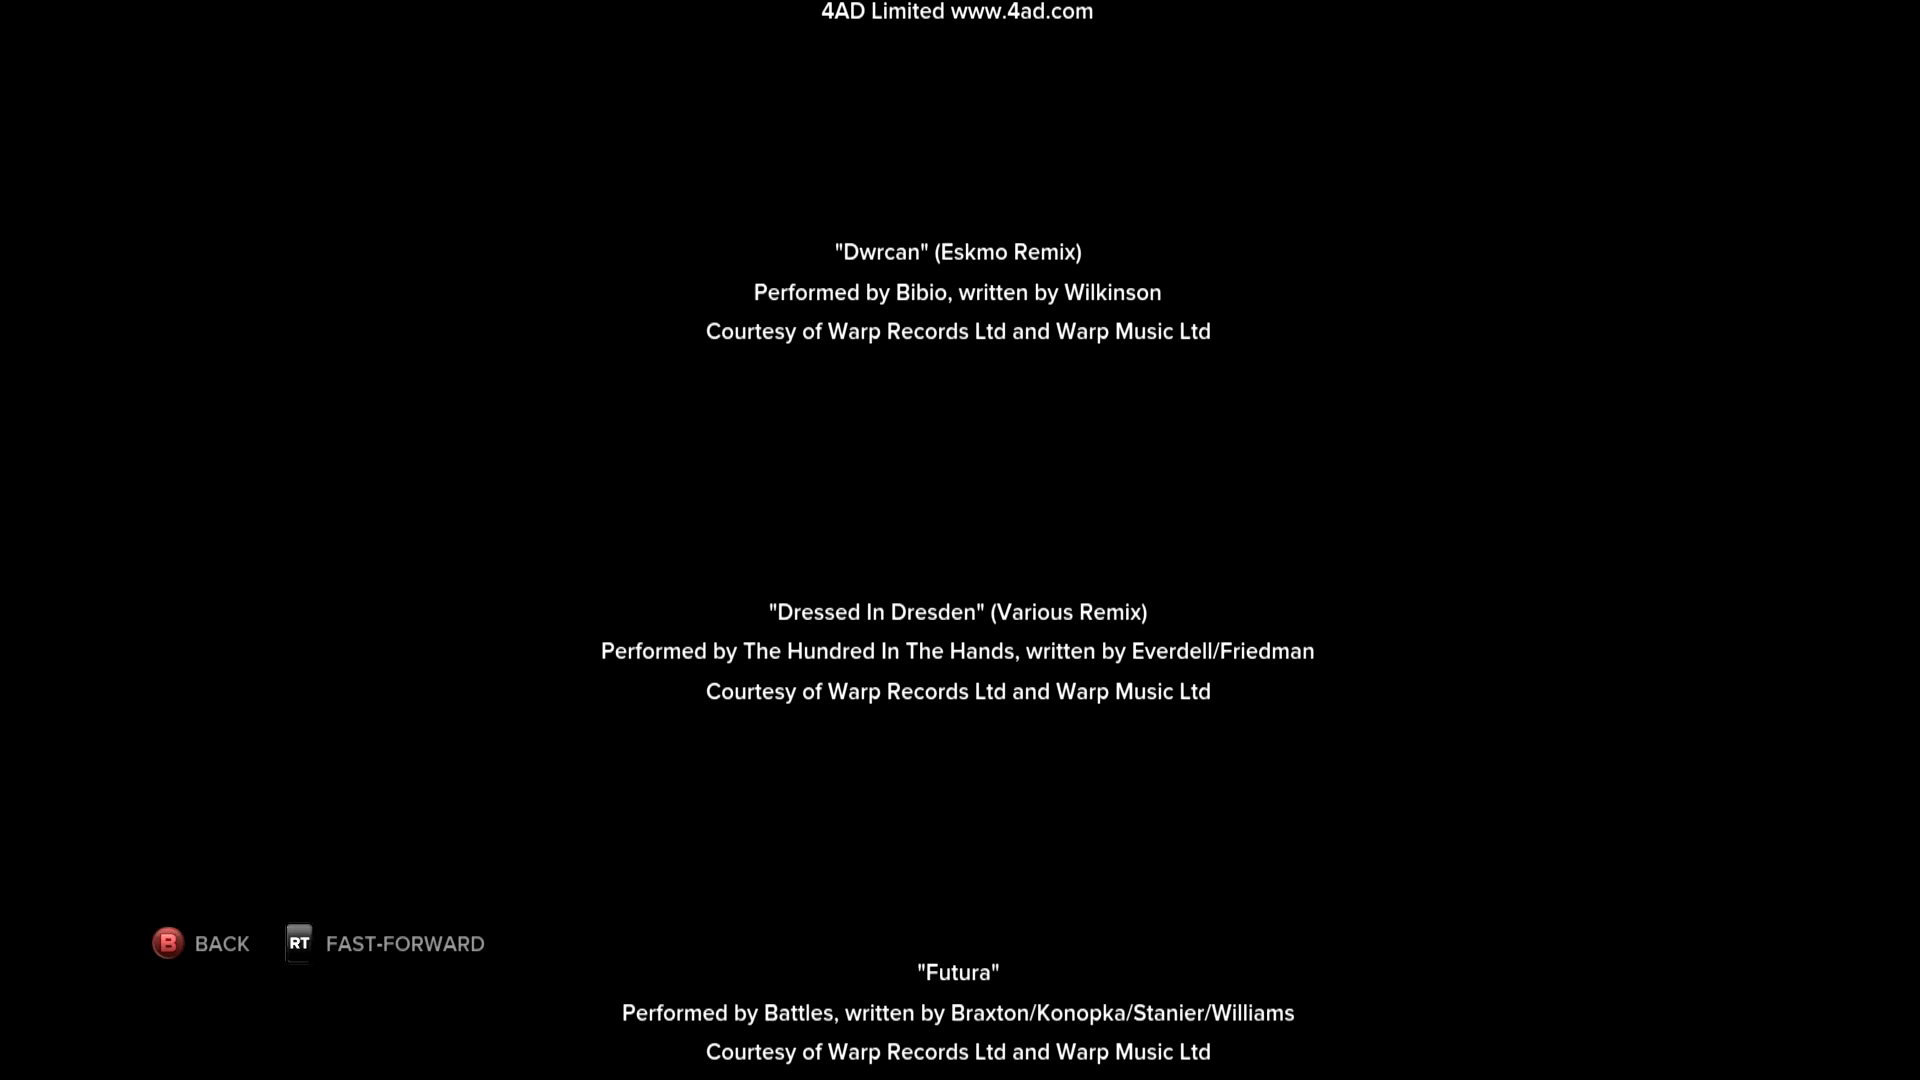 4AD Limited www.4ad.com
"Dwrcan" (Eskmo Remix)
Performed by Bibio, written by Wilkinson
Courtesy of Warp Records Ltd and Warp Music Ltd
"Dressed In Dresden" (Various Remix)
Performed by The Hundred In The Hands, written by Everdell/Friedman
Courtesy of Warp Records Ltd and Warp Music Ltd
B BACK RT FAST-FORWARD
"Futura"
Performed by Battles, written by Braxton/Konopka/Stanier/Williams
Courtesy of Warp Records Ltd and Warp Music Ltd